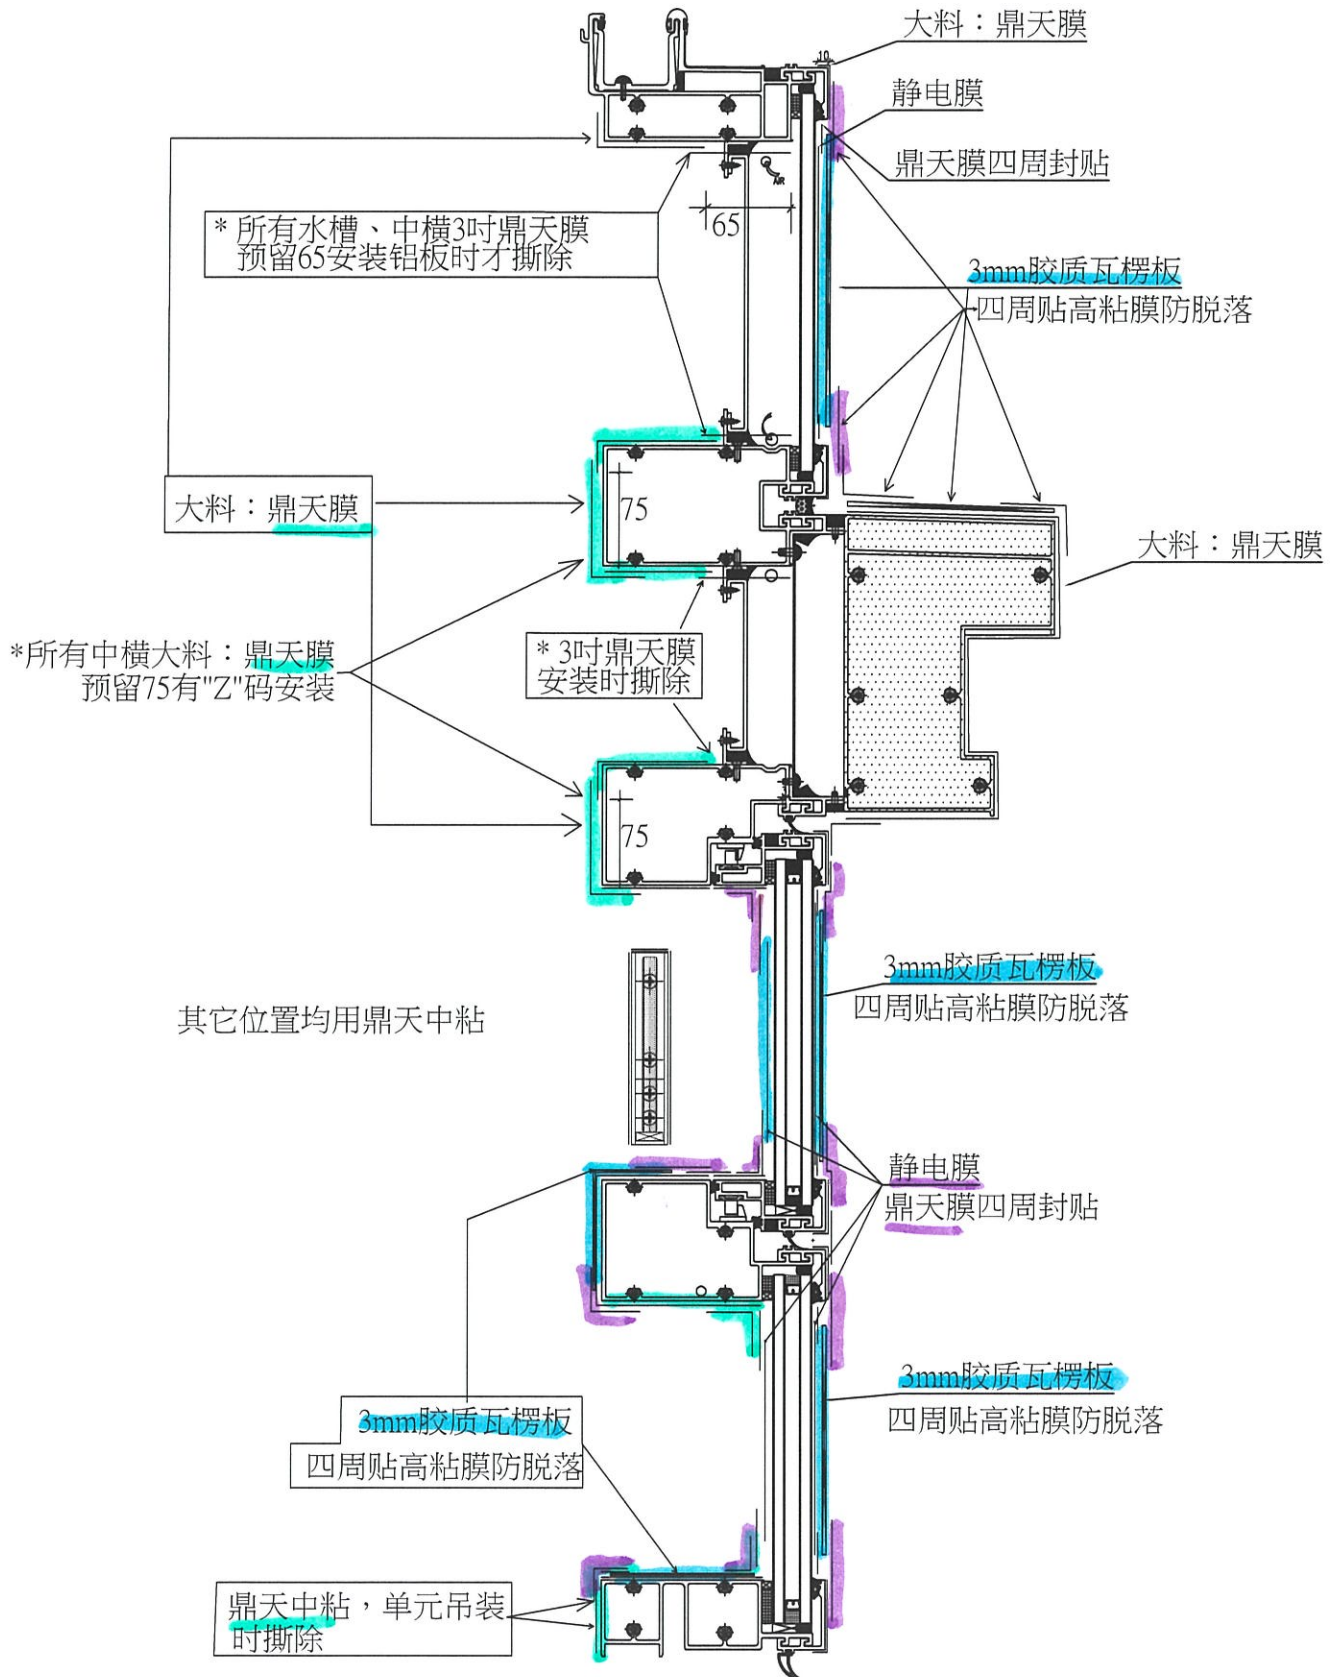 大料：鼎天膜
10
静电膜
鼎天膜四周封贴
AIR
* 所有水槽、中横3吋鼎天膜
预留65安装铝板时才撕除
65
3mm胶质瓦楞板
四周贴高粘膜防脱落
大料：鼎天膜
75
大料：鼎天膜
*所有中横大料：鼎天膜
预留75有"Z"码安装
* 3吋鼎天膜
安装时撕除
75
3mm胶质瓦楞板
四周贴高粘膜防脱落
其它位置均用鼎天中粘
静电膜
鼎天膜四周封贴
3mm胶质瓦楞板
四周贴高粘膜防脱落
3mm胶质瓦楞板
四周贴高粘膜防脱落
鼎天中粘，单元吊装
时撕除